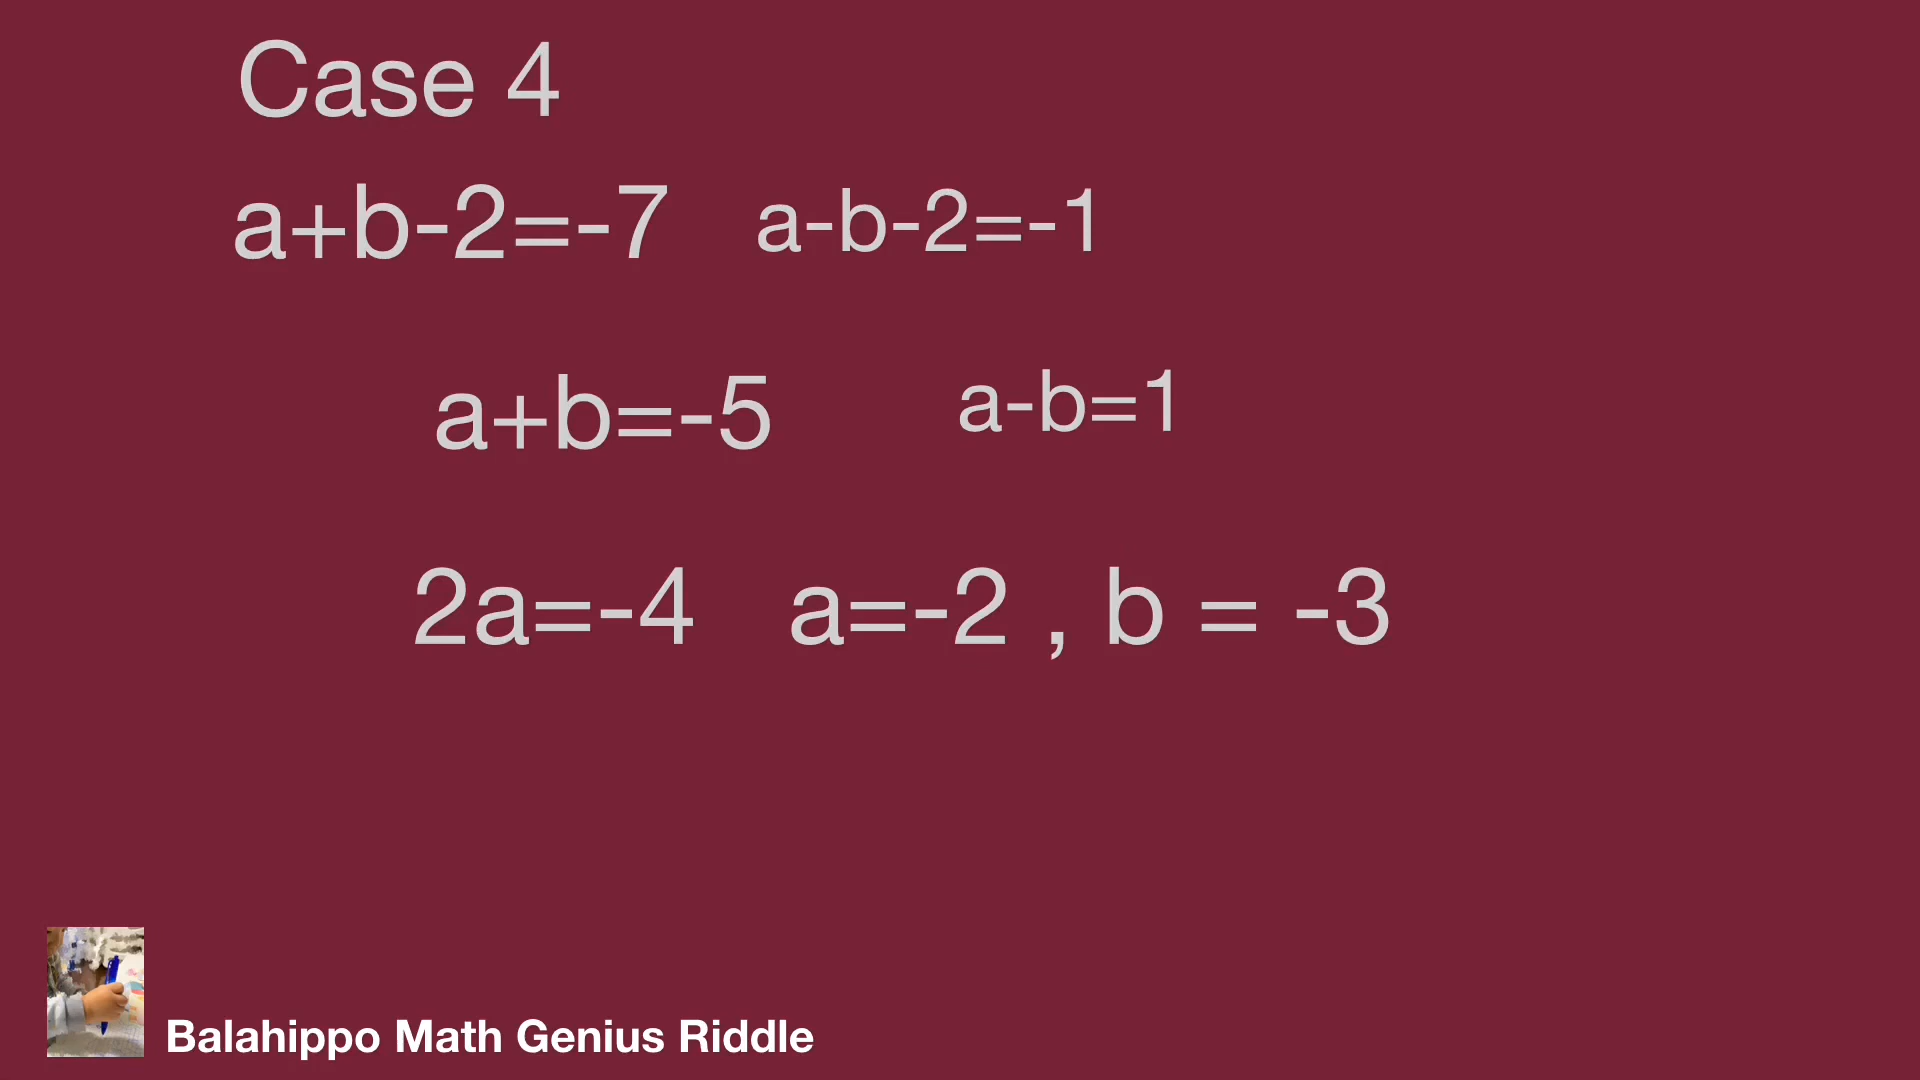 Case 4
a+b-2=-7 a-b-2=-1
a+b=-5 a-b=1
2a=-4 a=-2 , b = -3
Balahippo Math Genius Riddle